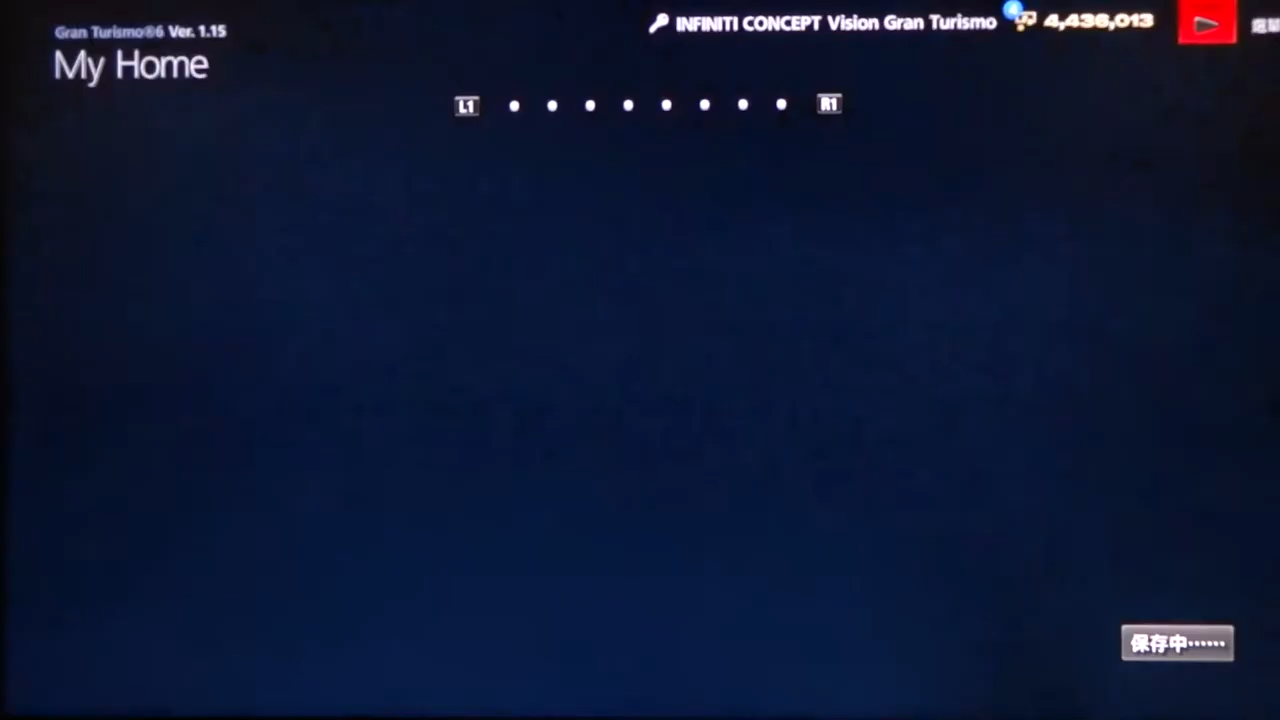 Gran Turismo®6 Ver. 1.15
My Home
INFINITI CONCEPT Vision Gran Turismo
4
4,436,013
L1
R1
保存中……